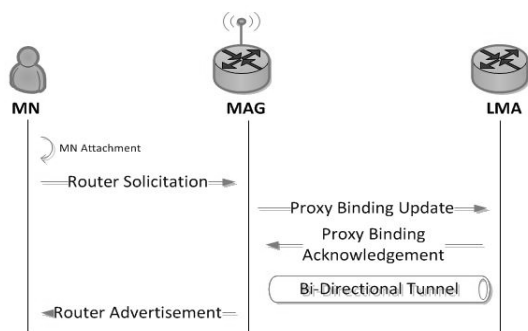 MN
MAG
LMA
MN Attachment
Router Solicitation
Proxy Binding Update
Proxy Binding
Acknowledgement
Bi-Directional Tunnel
Router Advertisement